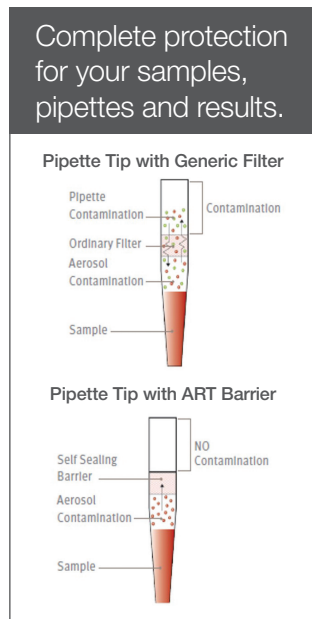 Complete protection
for your samples,
pipettes and results.
Pipette Tip with Generic Filter
Pipette
Contamination
Contamination
Ordinary Filter
Aerosol
Contamination
Sample
Pipette Tip with ART Barrier
NO
Contamination
Self Sealing
Barrier
Aerosol
Contamination
Sample